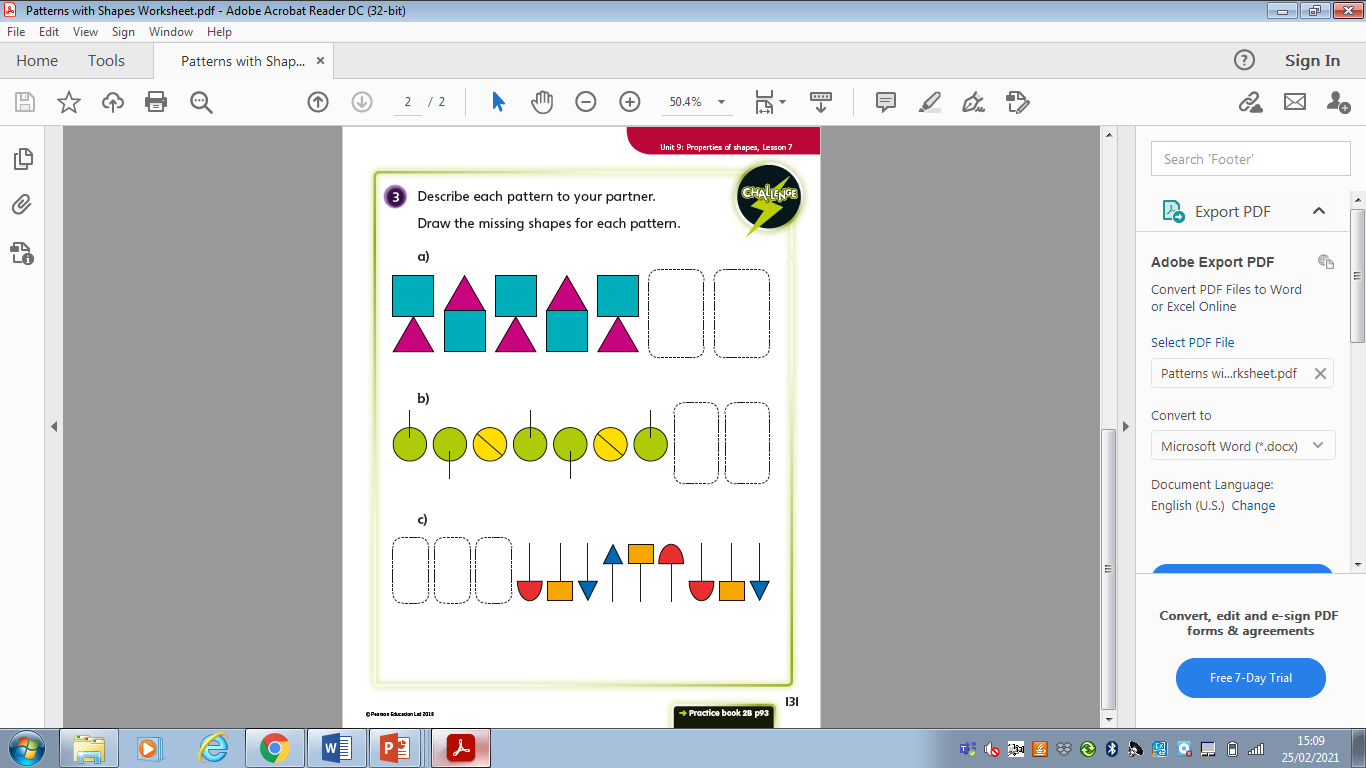 Patterns with Shapes Worksheet.pdf - Adobe Acrobat Reader DC (32-bit)
File Edit View Sign Window Help
Home Tools Patterns with Shap... × ? Sign In
2 / 2 50.4%
Unit 9: Properties of shapes, Lesson 7
CHALLENGE
3 Describe each pattern to your partner.
Draw the missing shapes for each pattern.
a)
b)
c)
131
© Pearson Education Ltd 2018
→ Practice book 2B p93
Search 'Footer'
Export PDF
Adobe Export PDF
Convert PDF Files to Word
or Excel Online
Select PDF File
Patterns wi...rksheet.pdf
Convert to
Microsoft Word (*.docx)
Document Language:
English (U.S.) Change
Convert, edit and e-sign PDF
forms & agreements
Free 7-Day Trial
15:09
25/02/2021